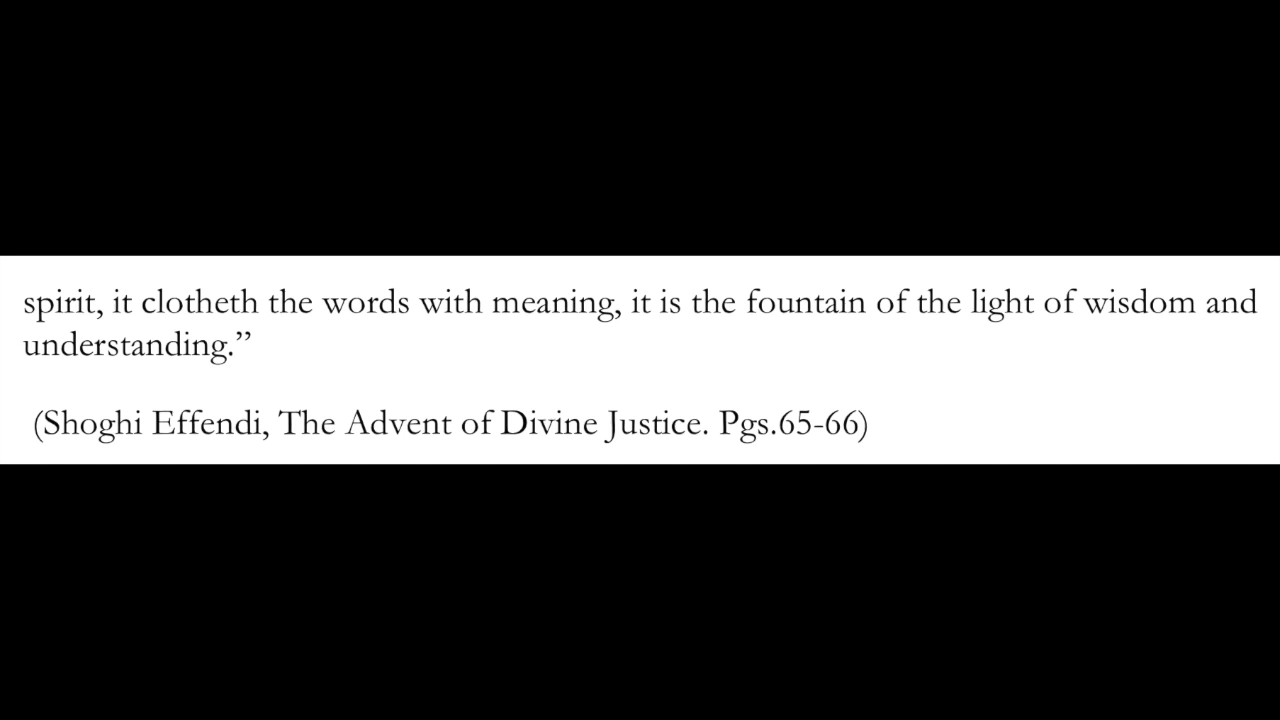 spirit, it clotheth the words with meaning, it is the fountain of the light of wisdom and
understanding.”
(Shoghi Effendi, The Advent of Divine Justice. Pgs.65-66)